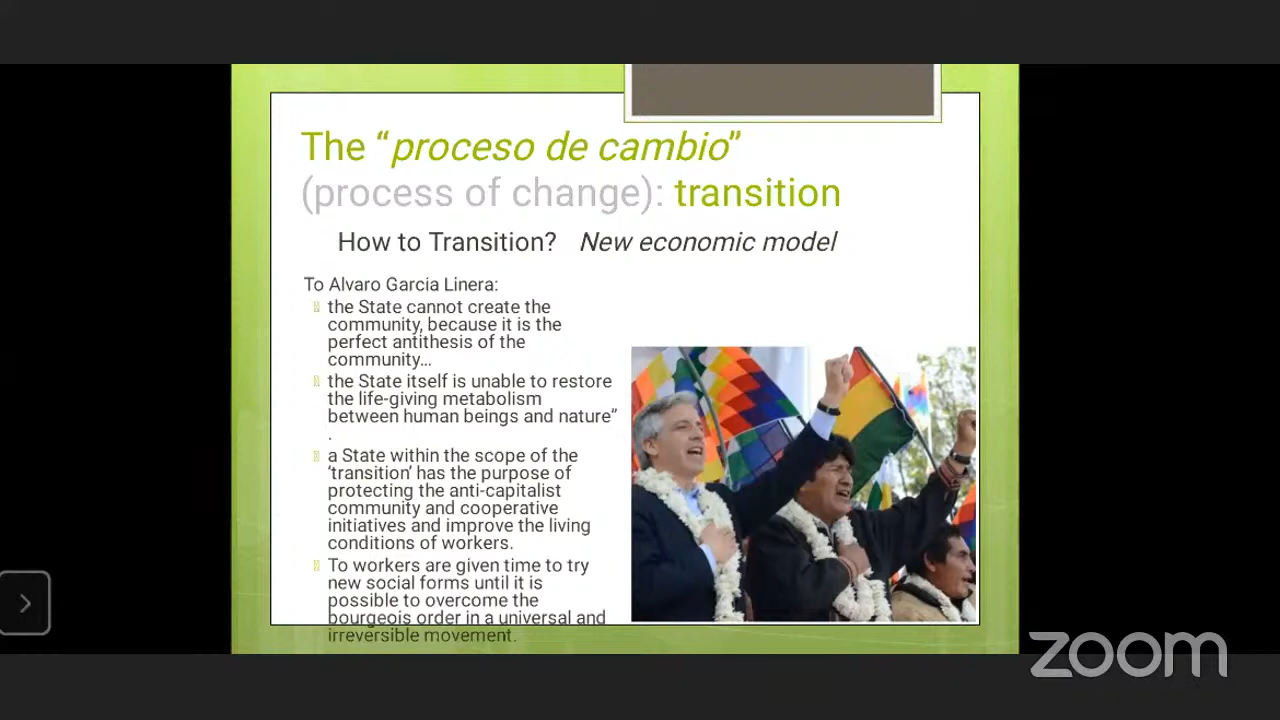 The “proceso de cambio”
(process of change): transition
How to Transition? New economic model
To Alvaro Garcia Linera:
the State cannot create the
community, because it is the
perfect antithesis of the
community...
the State itself is unable to restore
the life-giving metabolism
between human beings and nature”
.
a State within the scope of the
‘transition’ has the purpose of
protecting the anti-capitalist
community and cooperative
initiatives and improve the living
conditions of workers.
To workers are given time to try
new social forms until it is
possible to overcome the
bourgeois order in a universal and
irreversible movement.
zoom